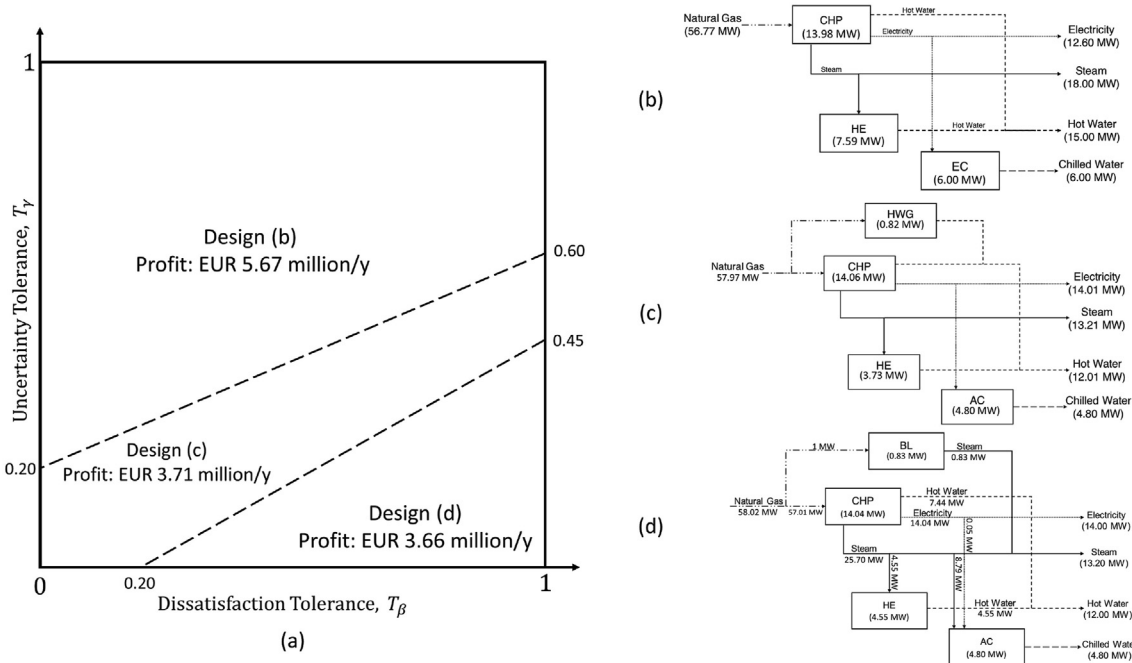 1
Uncertainty Tolerance, Tγ
Design (b)
Profit: EUR 5.67 million/y
0.60
0.45
Design (c)
Profit: EUR 3.71 million/y
0.20
Design (d)
Profit: EUR 3.66 million/y
0
0.20
1
Dissatisfaction Tolerance, Tβ
(a)
(b)
Natural Gas
(56.77 MW)
CHP
(13.98 MW)
Hot Water
Electricity
Electricity
(12.60 MW)
Steam
Steam
(18.00 MW)
HE
(7.59 MW)
Hot Water
Hot Water
(15.00 MW)
EC
(6.00 MW)
Chilled Water
(6.00 MW)
(c)
HWG
(0.82 MW)
Natural Gas
57.97 MW
CHP
(14.06 MW)
Electricity
(14.01 MW)
Steam
(13.21 MW)
HE
(3.73 MW)
Hot Water
(12.01 MW)
AC
(4.80 MW)
Chilled Water
(4.80 MW)
(d)
1 MW
BL
(0.83 MW)
Steam
0.83 MW
Natural Gas
58.02 MW
57.01 MW
CHP
(14.04 MW)
Hot Water
7.44 MW
Electricity
14.04 MW
0.05 MW
Electricity
(14.00 MW)
Steam
25.70 MW
4.55 MW
8.79 MW
Steam
(13.20 MW)
HE
(4.55 MW)
Hot Water
4.55 MW
Hot Water
(12.00 MW)
AC
(4.80 MW)
Chilled Wate
(4.80 MW)